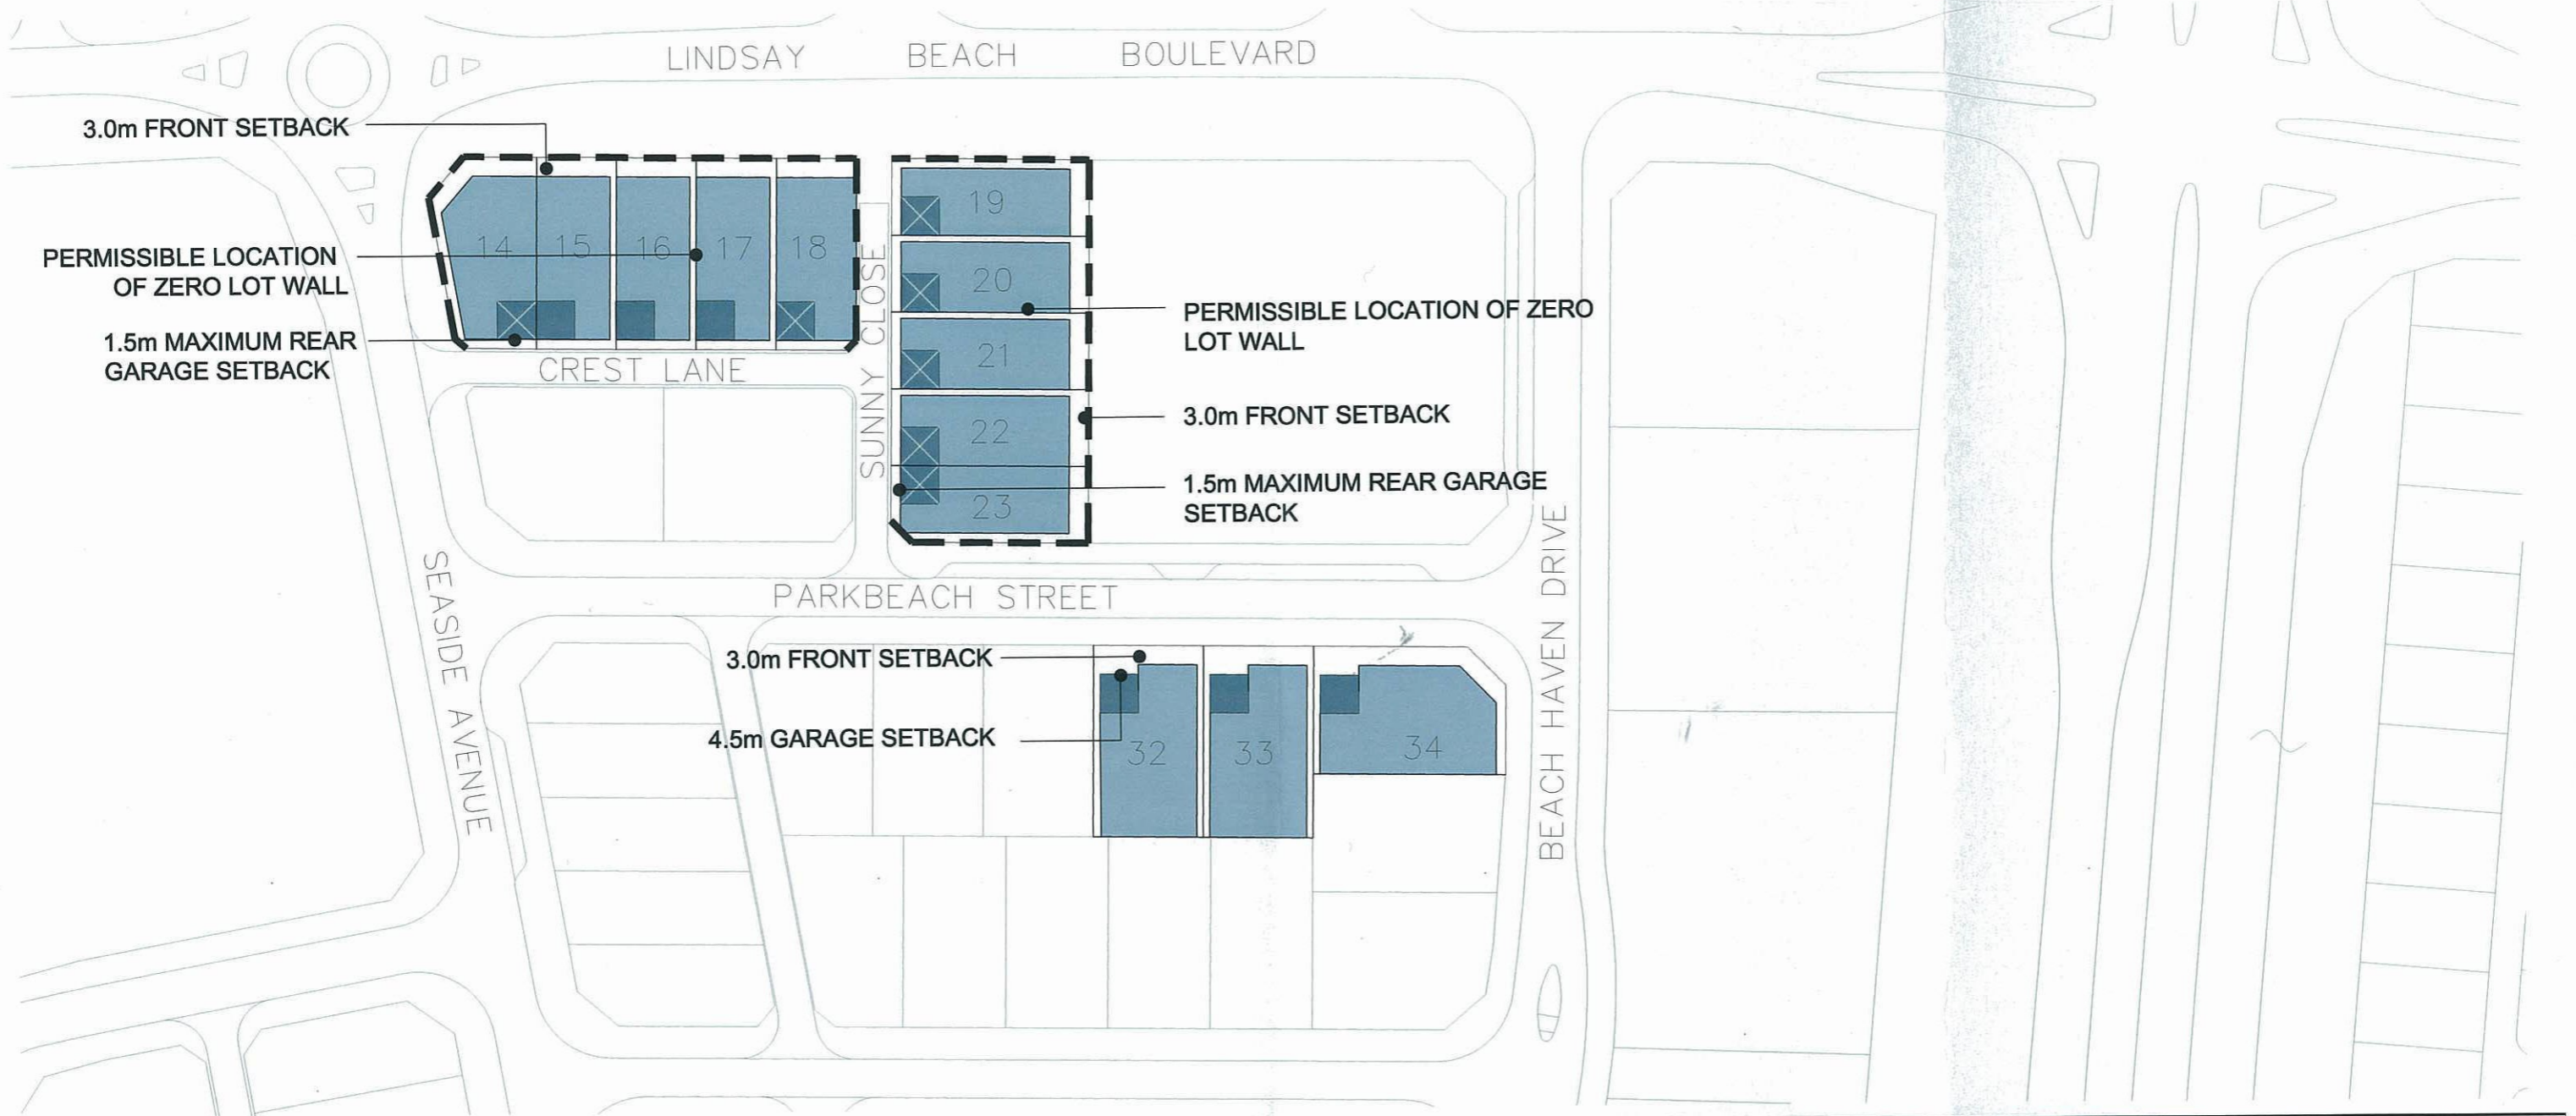 LINDSAY BEACH BOULEVARD
3.0m FRONT SETBACK
PERMISSIBLE LOCATION
OF ZERO LOT WALL
1.5m MAXIMUM REAR
GARAGE SETBACK
14 15 16 17 18
CREST LANE
SUNNY CLOSE
19
20
21
22
23
PERMISSIBLE LOCATION OF ZERO
LOT WALL
3.0m FRONT SETBACK
1.5m MAXIMUM REAR GARAGE
SETBACK
SEASIDE AVENUE
PARKBEACH STREET
BEACH HAVEN DRIVE
3.0m FRONT SETBACK
4.5m GARAGE SETBACK
32 33 34